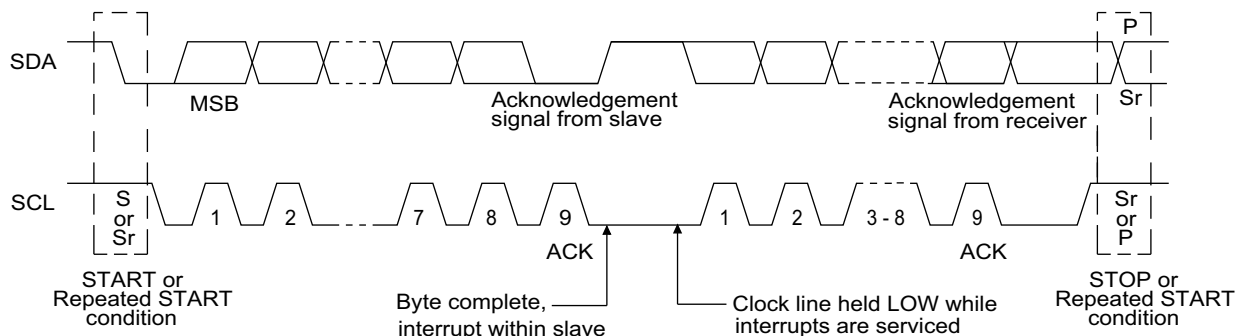 P
SDA
MSB
Acknowledgement
signal from slave
Acknowledgement
signal from receiver
Sr
SCL
S
or
Sr
1
2
7
8
9
ACK
1
2
3 - 8
9
ACK
Sr
or
P
START or
Repeated START
condition
Byte complete,
interrupt within slave
Clock line held LOW while
interrupts are serviced
STOP or
Repeated START
condition